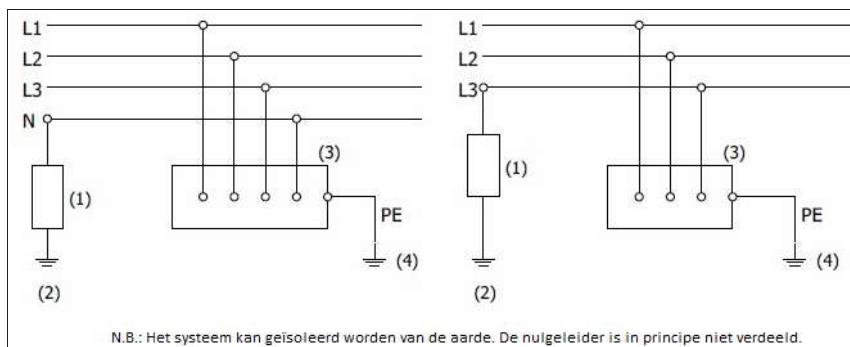 L1
L2
L3
N
(1)
(2)
(3)
PE
(4)
L1
L2
L3
(1)
(2)
(3)
PE
(4)
N.B.: Het systeem kan geïsoleerd worden van de aarde. De nulgeleider is in principe niet verdeeld.